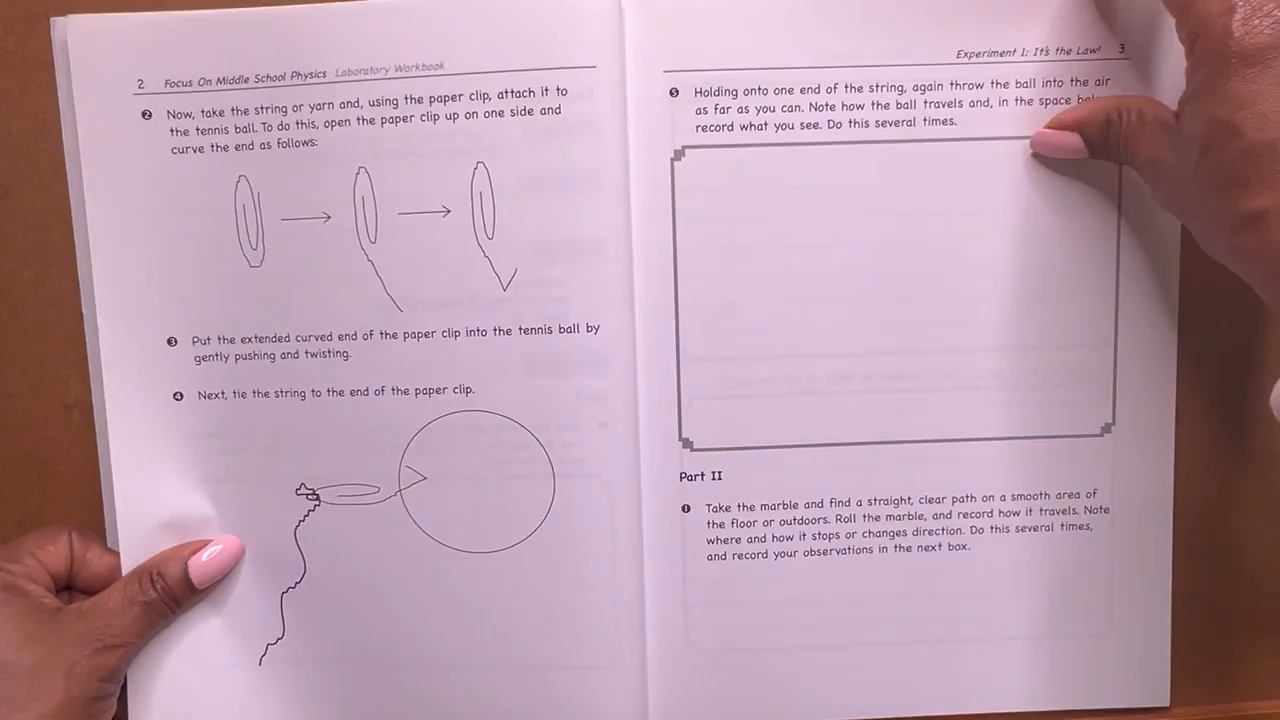 2 Focus On Middle School Physics Laboratory Workbook
❷ Now, take the string or yarn and, using the paper clip, attach it to
the tennis ball. To do this, open the paper clip up on one side and
curve the end as follows:
❸ Put the extended curved end of the paper clip into the tennis ball by
gently pushing and twisting.
❹ Next, tie the string to the end of the paper clip.
Experiment 1: It's the Law! 3
❺ Holding onto one end of the string, again throw the ball into the air
as far as you can. Note how the ball travels and, in the space
record what you see. Do this several times.
Part II
❶ Take the marble and find a straight, clear path on a smooth area of
the floor or outdoors. Roll the marble, and record how it travels. Note
where and how it stops or changes direction. Do this several times,
and record your observations in the next box.